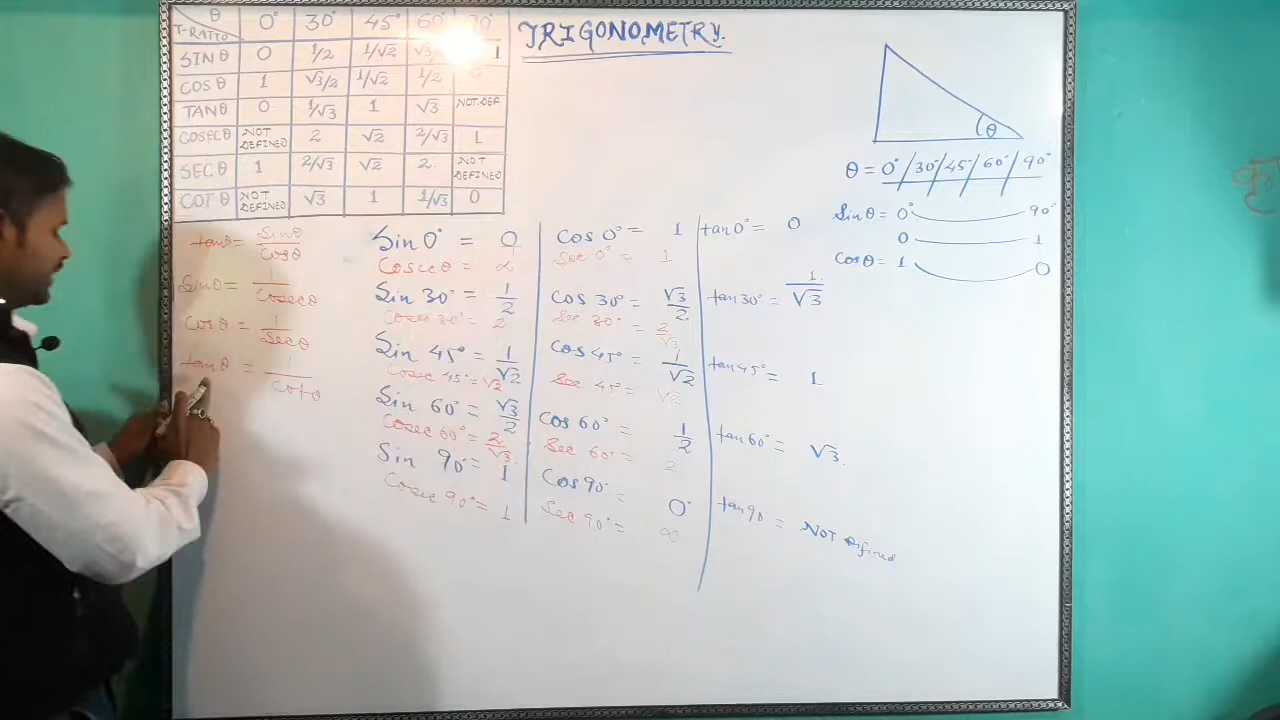 θ 0° 30° 45° 60°
T-RATIO
SIN θ 0 1/2 1/√2 √3/ 1
COS θ 1 √3/2 1/√2 1/2
TAN θ 0 1/√3 1 √3 NOT. DEF
COSEC θ NOT DEFINED 2 √2 2/√3 1
SEC θ 1 2/√3 √2 2 NOT DEFINED
COT θ NOT DEFINED √3 1 1/√3 0
TRIGONOMETRY.
θ
θ = 0° / 30° / 45° / 60° / 90°
Sin θ = 0° 90°
0 1
Cos θ = 1 0
tan θ = Sin θ / Cos θ
Sin θ = 1 / Cosec θ
Cos θ = 1 / Sec θ
tan θ = 1 / Cot θ
Sin 0° = 0
Cosec θ = ∝
Sin 30° = 1/2
Cosec 30° = 2
Sin 45° = 1/√2
Cosec 45° = √2
Sin 60° = √3/2
Cosec 60° = 2/√3
Sin 90° = 1
Cosec 90° = 1
Cos 0° = 1
Sec 0° = 1
Cos 30° = √3/2
Sec 30° = 2/√3
Cos 45° = 1/√2
Sec 45° = √2
Cos 60° = 1/2
Sec 60° = 2
Cos 90° = 0
Sec 90° = ∝
tan 0° = 0
tan 30° = 1/√3
tan 45° = 1
tan 60° = √3.
tan 90 = NOT Difined